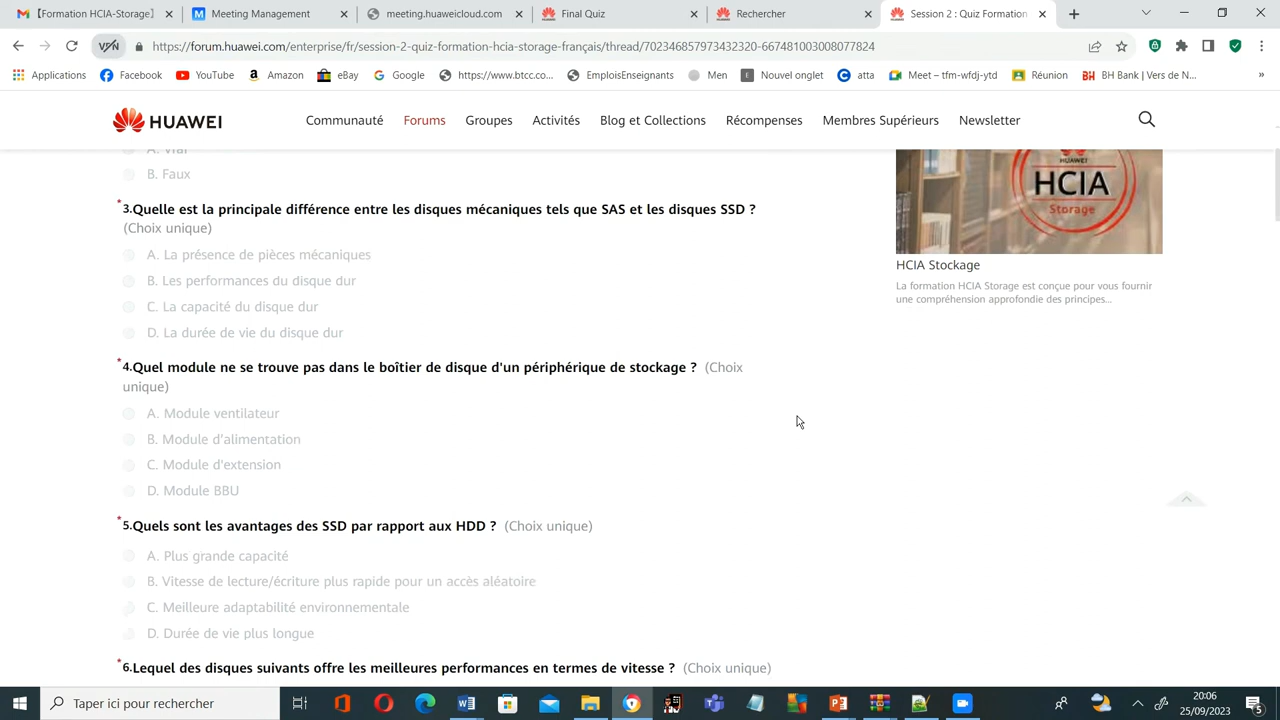 [Formation HCIA-Storage] Q
Meeting Management
meeting.huaweicloud.com
Final Quiz
Rechercher
Session 2 : Quiz Formation
VPN
https://forum.huawei.com/enterprise/fr/session-2-quiz-formation-hcia-storage-français/thread/702346857973432320-667481003008077824
Applications
Facebook
YouTube
Amazon
eBay
Google
https://www.btcc.co...
EmploisEnseignants
Men
Nouvel onglet
atta
Meet – tfm-wfdj-ytd
Réunion
BH Bank | Vers de N...
»
HUAWEI
Communauté
Forums
Groupes
Activités
Blog et Collections
Récompenses
Membres Supérieurs
Newsletter
A. Vrai
B. Faux
*3.Quelle est la principale différence entre les disques mécaniques tels que SAS et les disques SSD ?
(Choix unique)
A. La présence de pièces mécaniques
B. Les performances du disque dur
C. La capacité du disque dur
D. La durée de vie du disque dur
*4.Quel module ne se trouve pas dans le boîtier de disque d'un périphérique de stockage ? (Choix
unique)
A. Module ventilateur
B. Module d'alimentation
C. Module d'extension
D. Module BBU
*5.Quels sont les avantages des SSD par rapport aux HDD ? (Choix unique)
A. Plus grande capacité
B. Vitesse de lecture/écriture plus rapide pour un accès aléatoire
C. Meilleure adaptabilité environnementale
D. Durée de vie plus longue
*6.Lequel des disques suivants offre les meilleures performances en termes de vitesse ? (Choix unique)
HUAWEI
HCIA
Storage
HCIA Stockage
La formation HCIA Storage est conçue pour vous fournir
une compréhension approfondie des principes...
Taper ici pour rechercher
20:06
25/09/2023
5